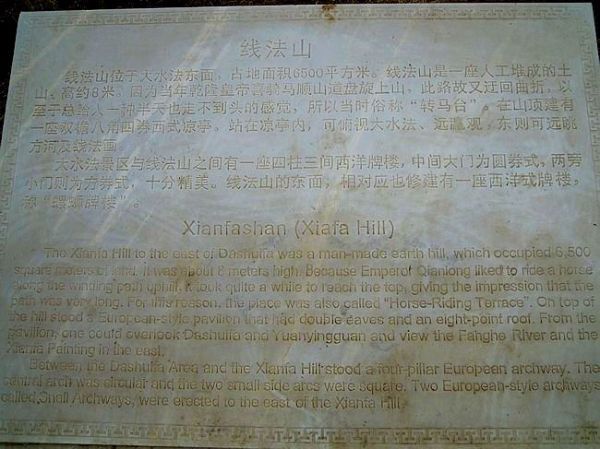 线法山
线法山位于大水法东面，占地面积6500平方米。线法山是一座人工堆成的土
山，高约8米。因为当年乾隆皇帝喜骑马顺山道盘旋上山，此路故又迂回曲折，以
至于总给人一种半天也走不到头的感觉，所以当时俗称“转马台”。在山顶建有
一座双檐八角四券西式凉亭。站在凉亭内，可俯视大水法、远瀛观，东则可远眺
方河及线法画。
大水法景区与线法山之间有一座四柱三间西洋牌楼，中间大门为圆券式，两旁
小门则为方券式，十分精美。线法山的东面，相对应也修建有一座西洋式牌楼，
称“螺蛳牌楼”。
Xianfashan (Xiafa Hill)
The Xianfa Hill to the east of Dashuifa was a man-made earth hill, which occupied 6,500
square meters of land. It was about 8 meters high. Because Emperor Qianlong liked to ride a horse
along the winding path uphill, it took quite a while to reach the top, giving the impression that the
path was very long. For this reason, the place was also called "Horse-Riding Terrace". On top of
the hill stood a European-style pavilion that had double eaves and an eight-point roof. From the
pavilion, one could overlook Dashuifa and Yuanyingguan and view the Fanghe River and the
Xianfa Painting in the east.
Between the Dashuifa Area and the Xianfa Hill stood a four-pillar European archway. The
central arch was circular and the two small side arcs were square. Two European-style archways
called Snail Archways, were erected to the east of the Xianfa Hill.